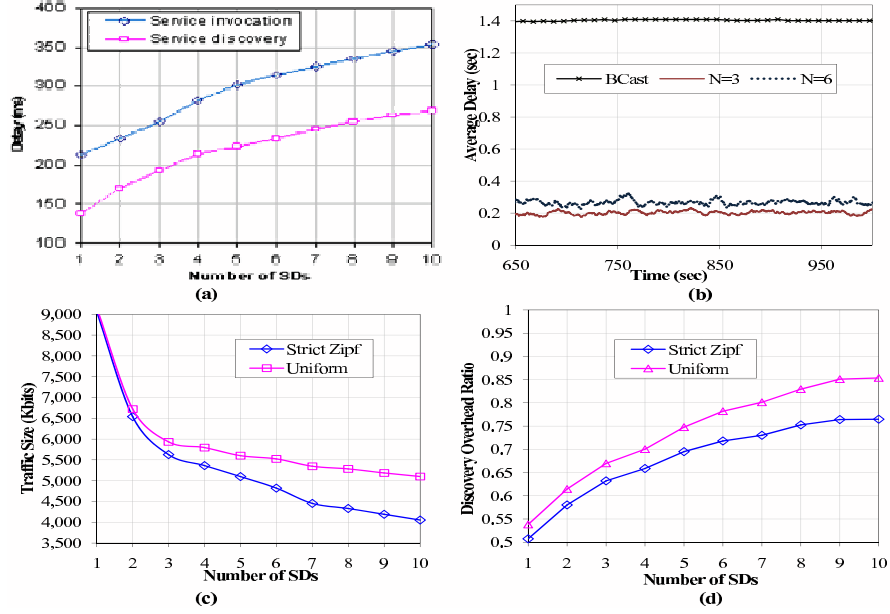 Service invocation
Service discovery
400
350
300
250
200
150
100
Delay (ms)
1 2 3 4 5 6 7 8 9 10
Number of SDs
(a)
1.4
1.2
1
0.8
0.6
0.4
0.2
0
Average Delay (sec)
BCast N=3 N=6
650 750 850 950
Time (sec)
(b)
9,000
8,500
8,000
7,500
7,000
6,500
6,000
5,500
5,000
4,500
4,000
3,500
Traffic Size (Kbits)
Strict Zipf
Uniform
1 2 3 4 5 6 7 8 9 10
Number of SDs
(c)
1
0.95
0.9
0.85
0.8
0.75
0.7
0.65
0.6
0.55
0.5
Discovery Overhead Ratio
Strict Zipf
Uniform
1 2 3 4 5 6 7 8 9 10
Number of SDs
(d)